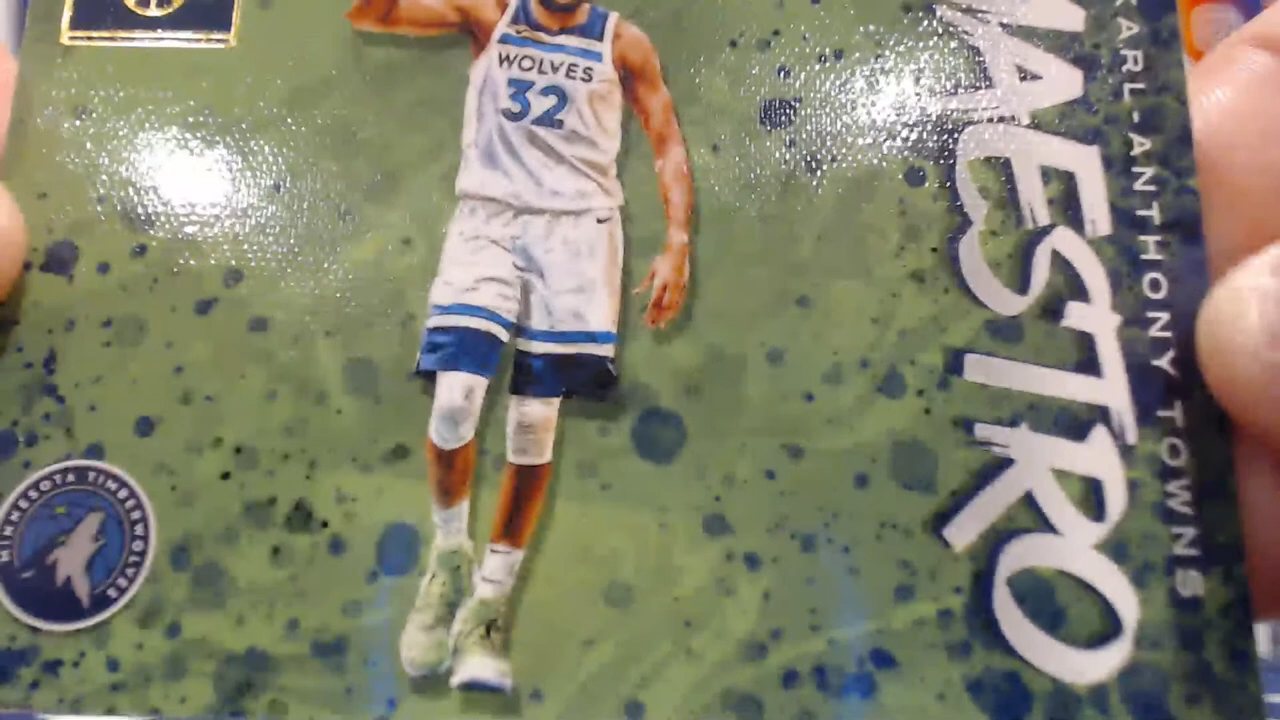 WOLVES
32
MAESTRO
KARL-ANTHONY TOWNS
MINNESOTA TIMBERWOLVES